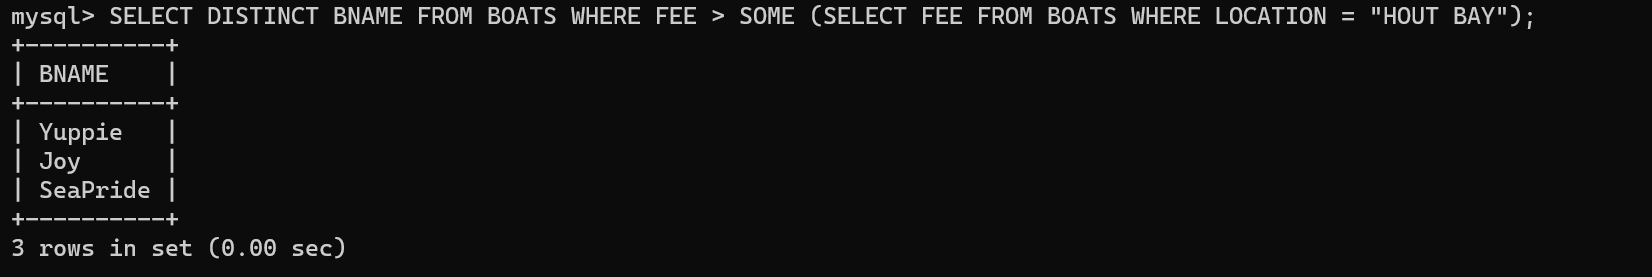 mysql> SELECT DISTINCT BNAME FROM BOATS WHERE FEE > SOME (SELECT FEE FROM BOATS WHERE LOCATION = "HOUT BAY");
+----------+
| BNAME    |
+----------+
| Yuppie   |
| Joy      |
| SeaPride |
+----------+
3 rows in set (0.00 sec)